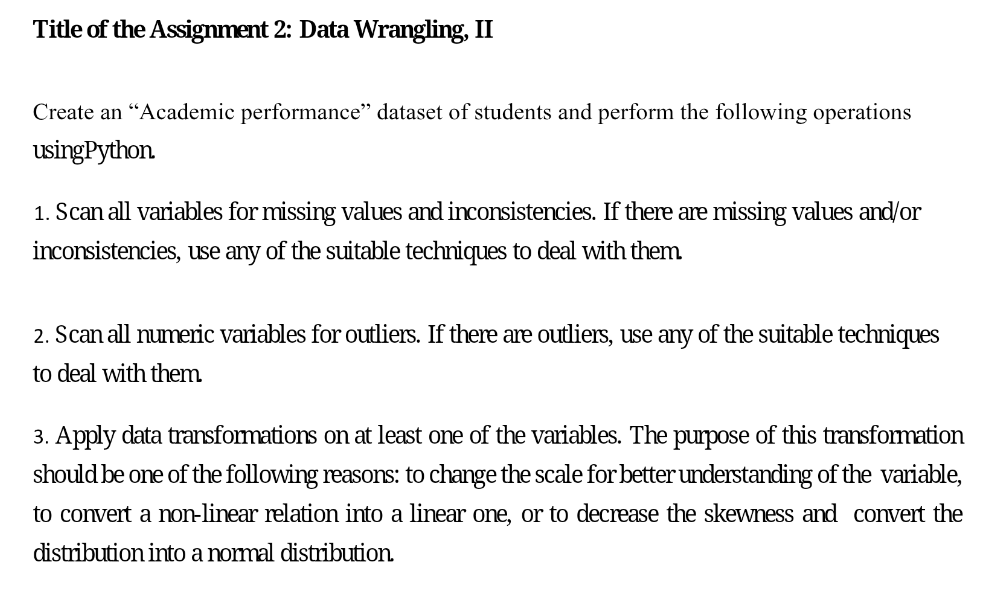 Title of the Assignment 2: Data Wrangling, II
Create an “Academic performance” dataset of students and perform the following operations
usingPython.
1. Scan all variables for missing values and inconsistencies. If there are missing values and/or
inconsistencies, use any of the suitable techniques to deal with them.
2. Scan all numeric variables for outliers. If there are outliers, use any of the suitable techniques
to deal with them.
3. Apply data transformations on at least one of the variables. The purpose of this transformation
should be one of the following reasons: to change the scale for better understanding of the variable,
to convert a non-linear relation into a linear one, or to decrease the skewness and convert the
distribution into a normal distribution.